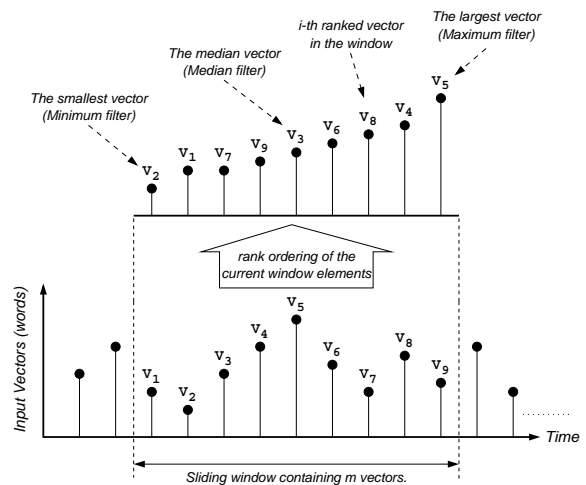 The largest vector
(Maximum filter)
i-th ranked vector
in the window
The median vector
(Median filter)
The smallest vector
(Minimum filter)
v2 v1 v7 v9 v3 v6 v8 v4 v5
rank ordering of the
current window elements
Input Vectors (words)
v1 v2 v3 v4 v5 v6 v7 v8 v9
Time
Sliding window containing m vectors.